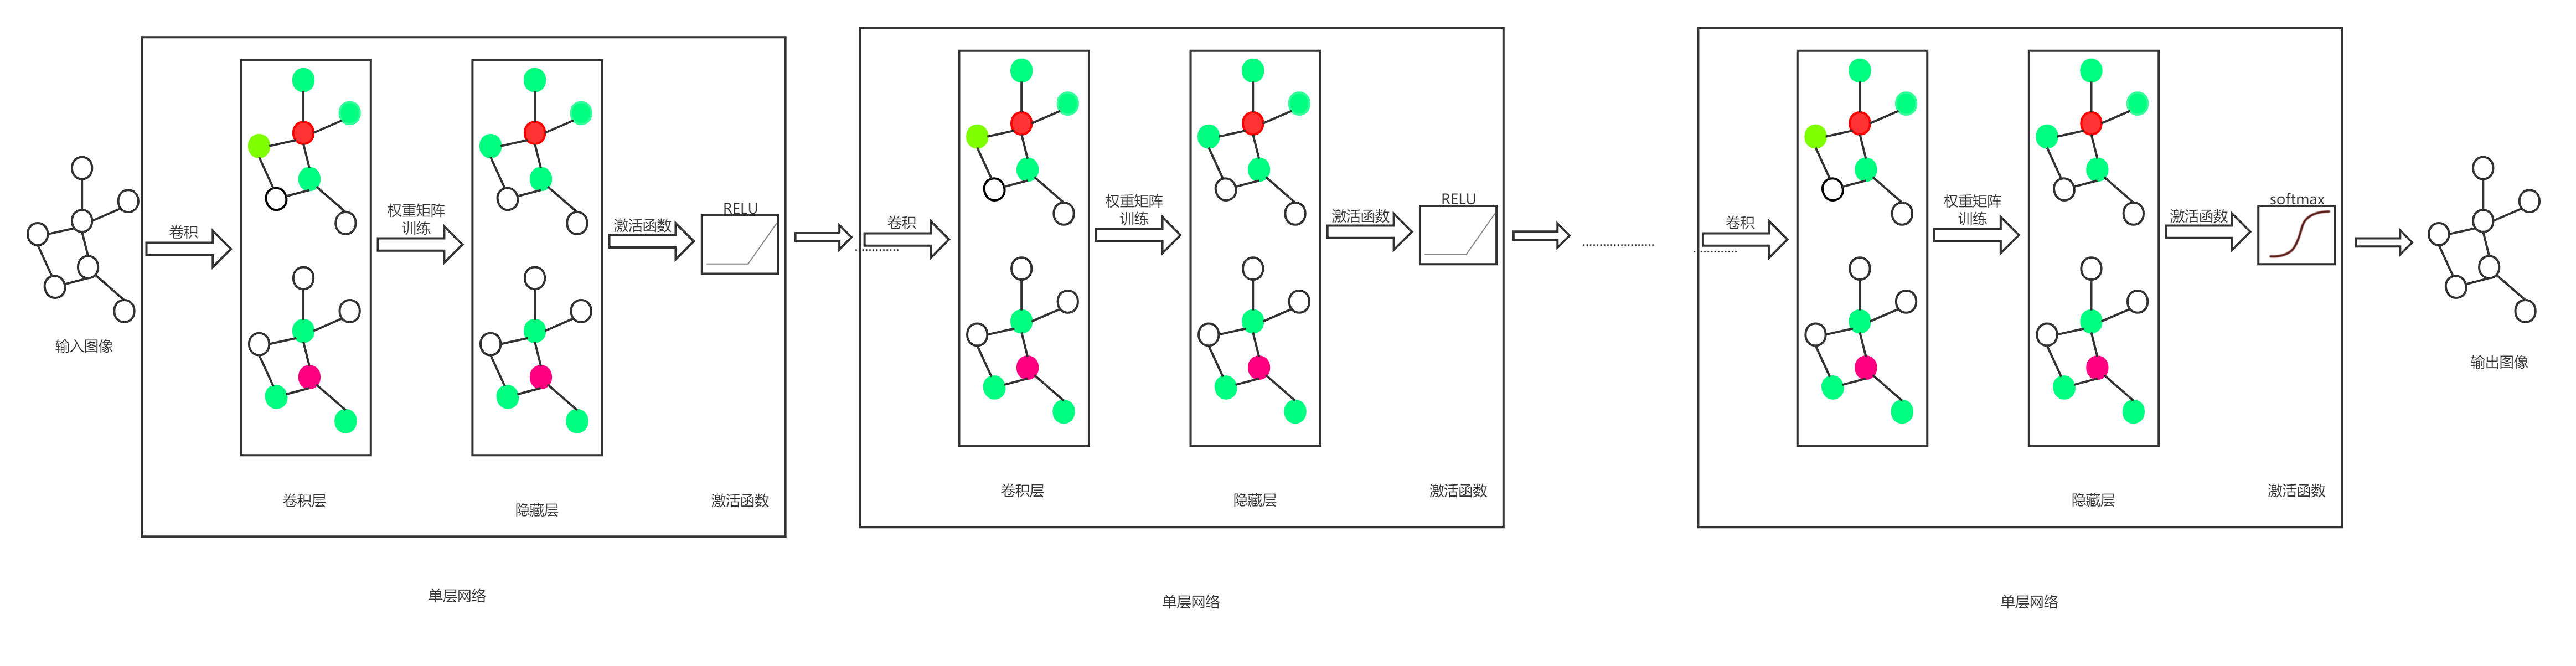 输入图像
卷积
权重矩阵
训练
激活函数
RELU
卷积层
隐藏层
激活函数
单层网络
卷积
权重矩阵
训练
激活函数
RELU
卷积层
隐藏层
激活函数
单层网络
卷积
权重矩阵
训练
激活函数
softmax
隐藏层
激活函数
单层网络
输出图像